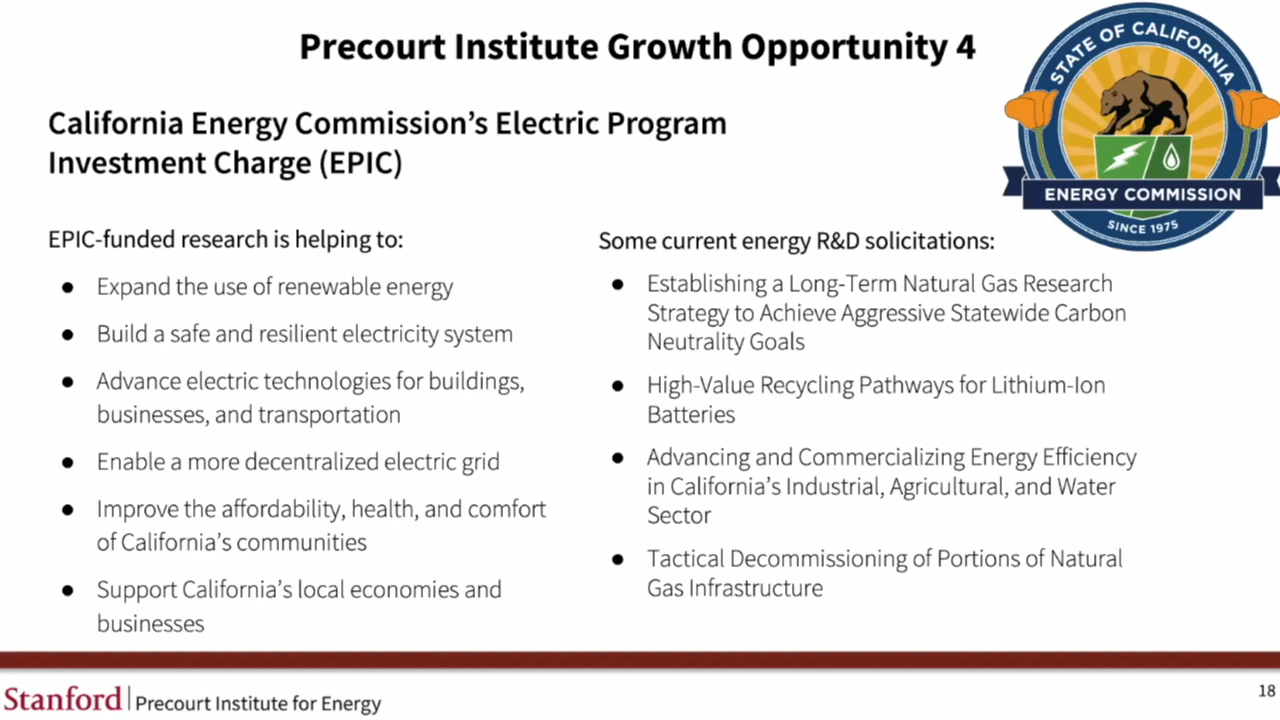 Precourt Institute Growth Opportunity 4
STATE OF CALIFORNIA
ENERGY COMMISSION
SINCE 1975
California Energy Commission’s Electric Program
Investment Charge (EPIC)
EPIC-funded research is helping to:
● Expand the use of renewable energy
● Build a safe and resilient electricity system
● Advance electric technologies for buildings,
businesses, and transportation
● Enable a more decentralized electric grid
● Improve the affordability, health, and comfort
of California’s communities
● Support California’s local economies and
businesses
Some current energy R&D solicitations:
● Establishing a Long-Term Natural Gas Research
Strategy to Achieve Aggressive Statewide Carbon
Neutrality Goals
● High-Value Recycling Pathways for Lithium-Ion
Batteries
● Advancing and Commercializing Energy Efficiency
in California’s Industrial, Agricultural, and Water
Sector
● Tactical Decommissioning of Portions of Natural
Gas Infrastructure
Stanford | Precourt Institute for Energy
18